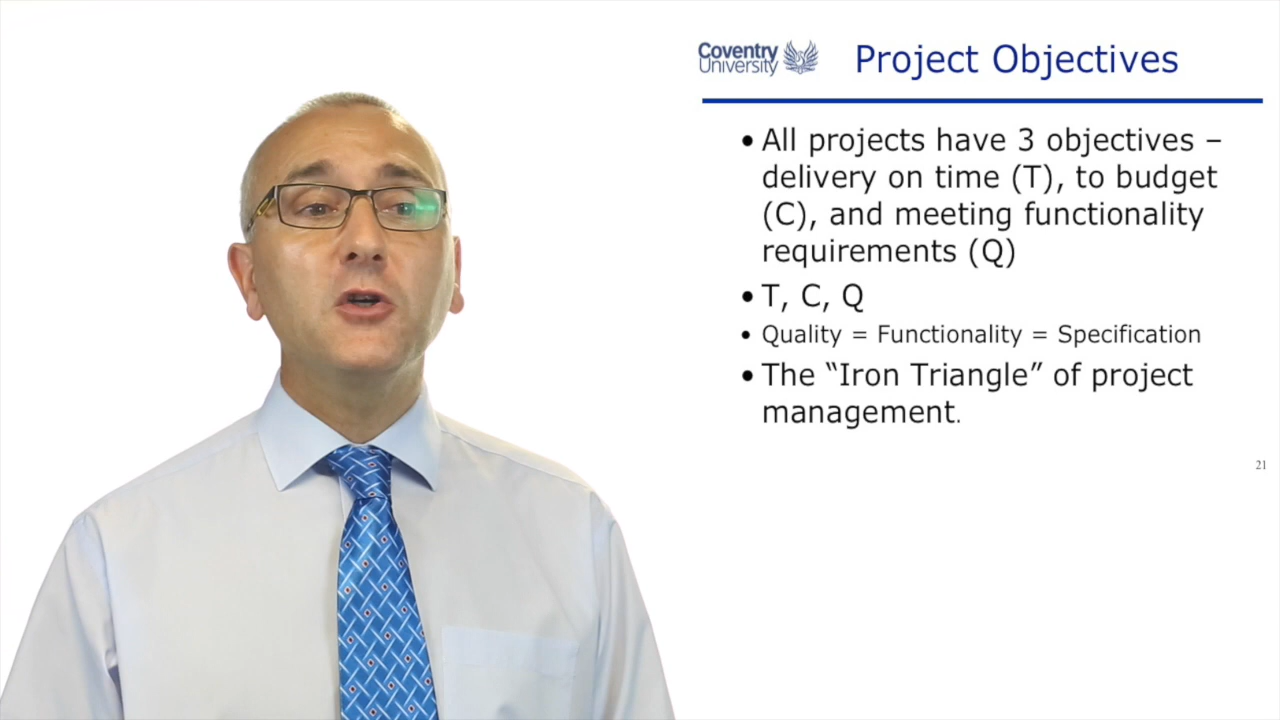 Coventry
University
Project Objectives
• All projects have 3 objectives –
delivery on time (T), to budget
(C), and meeting functionality
requirements (Q)
• T, C, Q
• Quality = Functionality = Specification
• The “Iron Triangle” of project
management.
21